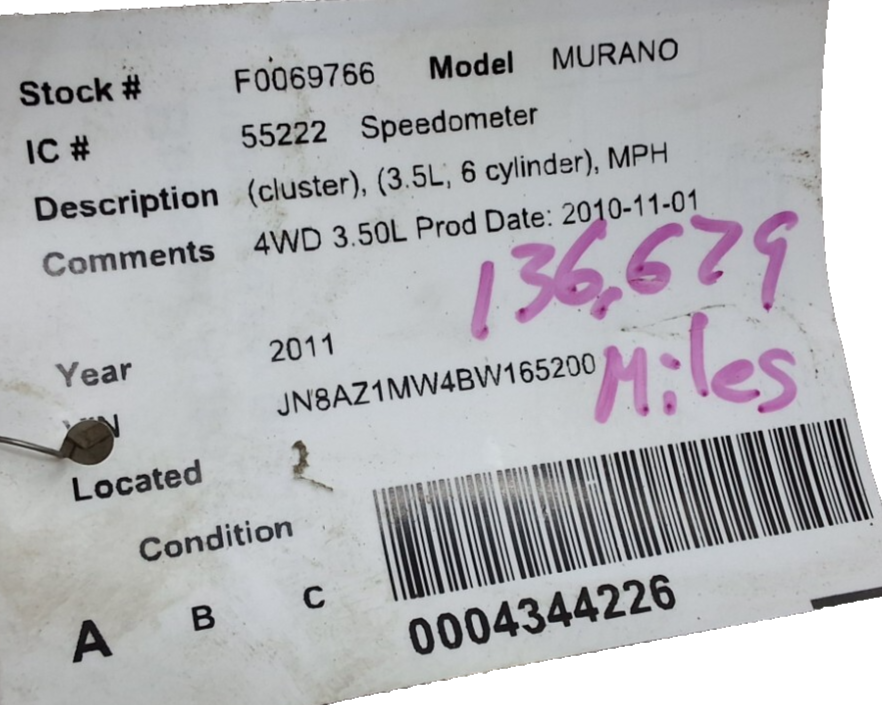 Stock # F0069766 Model MURANO
IC # 55222 Speedometer
Description (cluster), (3.5L, 6 cylinder), MPH
Comments 4WD 3.50L Prod Date: 2010-11-01
136,679
Year 2011
JN8AZ1MW4BW165200 Miles
Located
Condition
A B C
0004344226